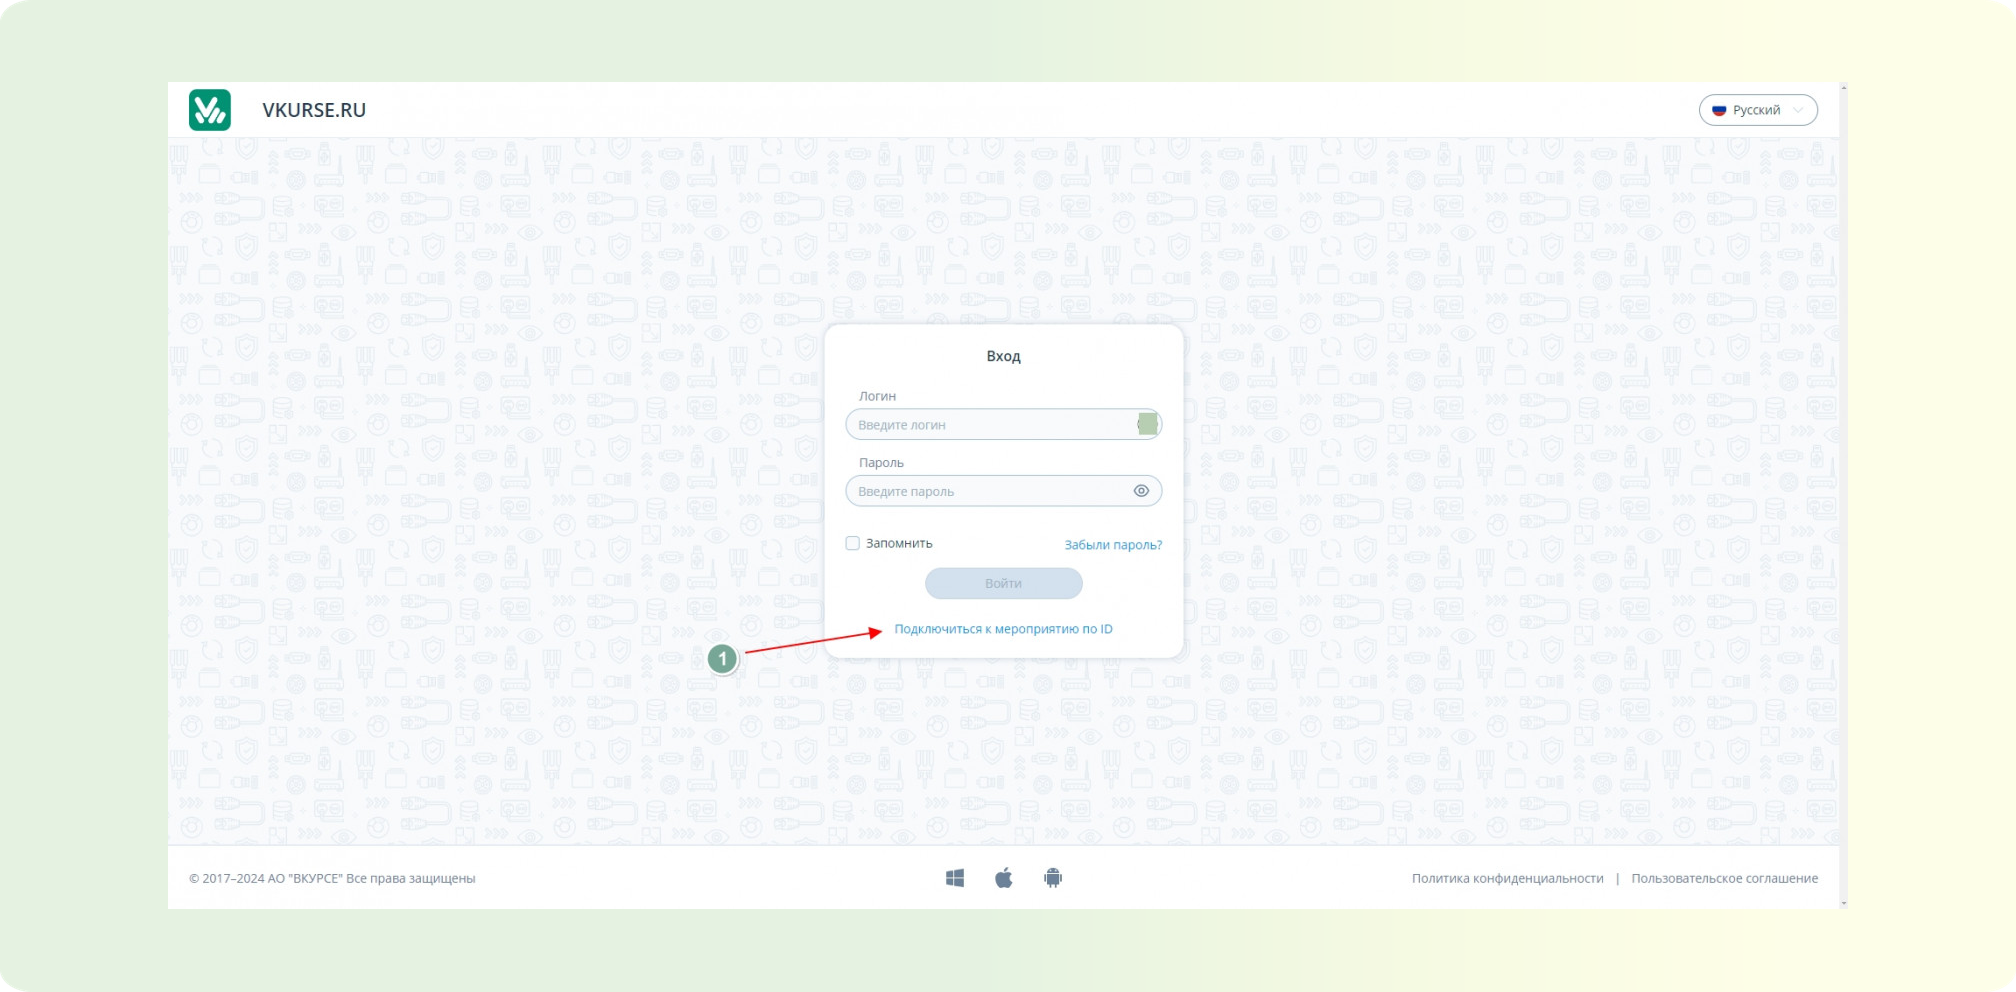 VKURSE.RU
Русский
Вход
Логин
Введите логин
Пароль
Введите пароль
Запомнить
Забыли пароль?
Войти
Подключиться к мероприятию по ID
1
© 2017–2024 АО "ВКУРСЕ" Все права защищены
Политика конфиденциальности | Пользовательское соглашение